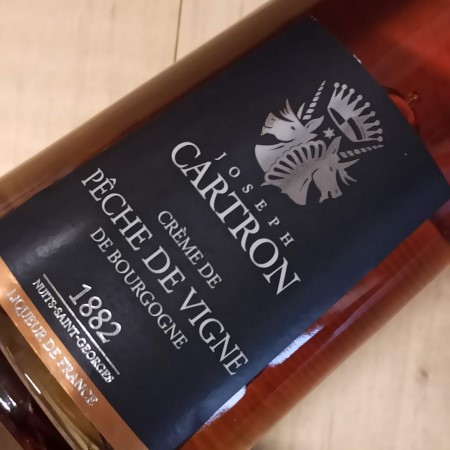 JOSEPH
CARTRON
CRÈME DE
PÊCHE DE VIGNE
DE BOURGOGNE
1882
NUITS-SAINT-GEORGES
LIQUEUR DE FRANCE